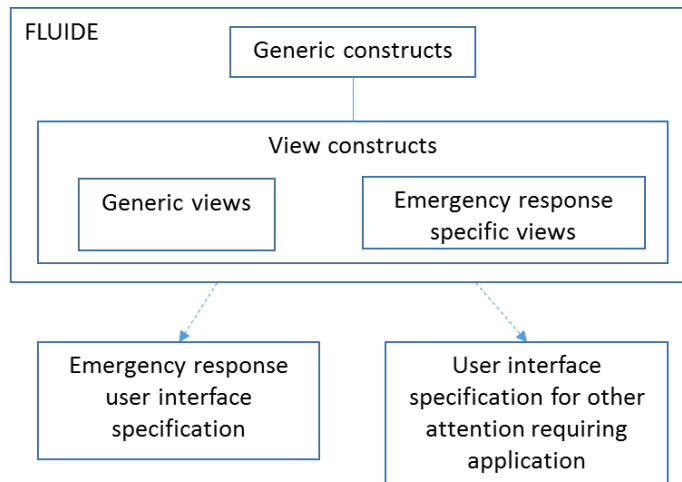 FLUIDE
Generic constructs
View constructs
Generic views
Emergency response
specific views
Emergency response
user interface
specification
User interface
specification for other
attention requiring
application